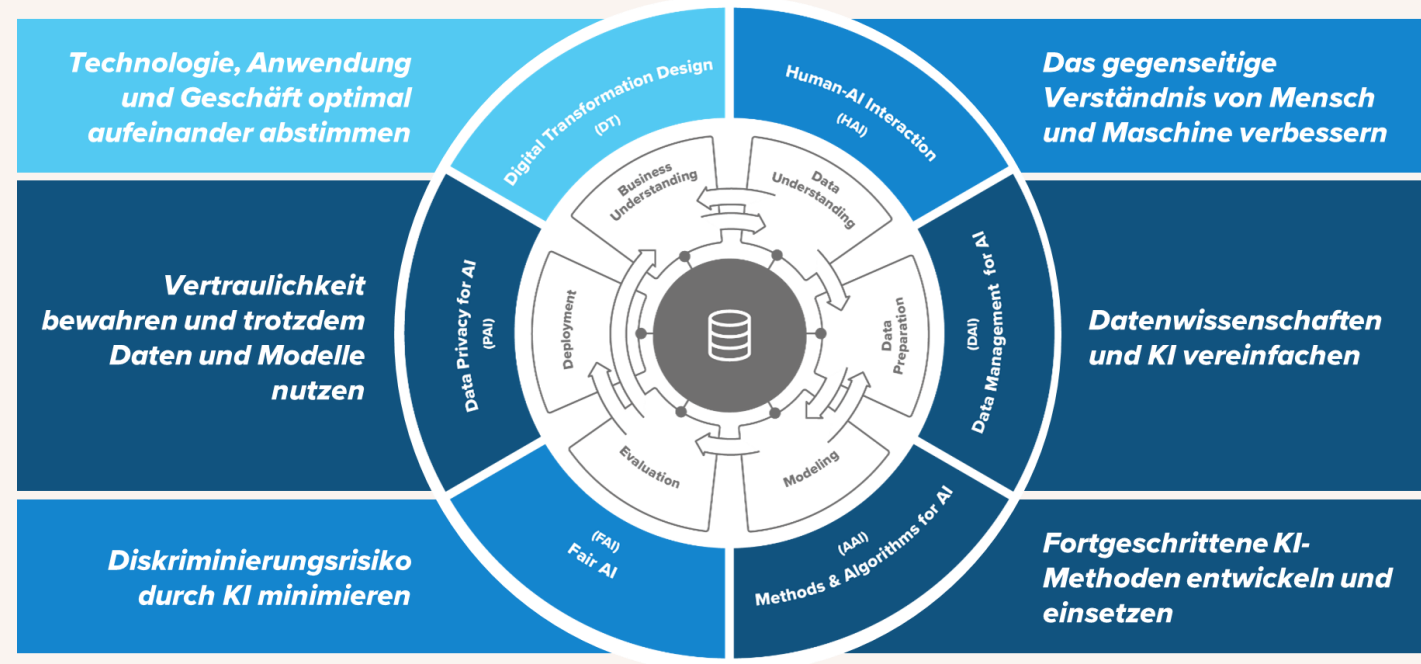 Technologie, Anwendung
und Geschäft optimal
aufeinander abstimmen
Digital Transformation Design
(DT)
Human-AI Interaction
(HAI)
Das gegenseitige
Verständnis von Mensch
und Maschine verbessern
Business
Understanding
Data
Understanding
Vertraulichkeit
bewahren und trotzdem
Daten und Modelle
nutzen
Data Privacy for AI
(PAI)
Deployment
Data
Preparation
(DAI)
Data Management for AI
Datenwissenschaften
und KI vereinfachen
Evaluation
Modeling
Diskriminierungsrisiko
durch KI minimieren
(FAI)
Fair AI
(AAI)
Methods & Algorithms for AI
Fortgeschrittene KI-
Methoden entwickeln und
einsetzen